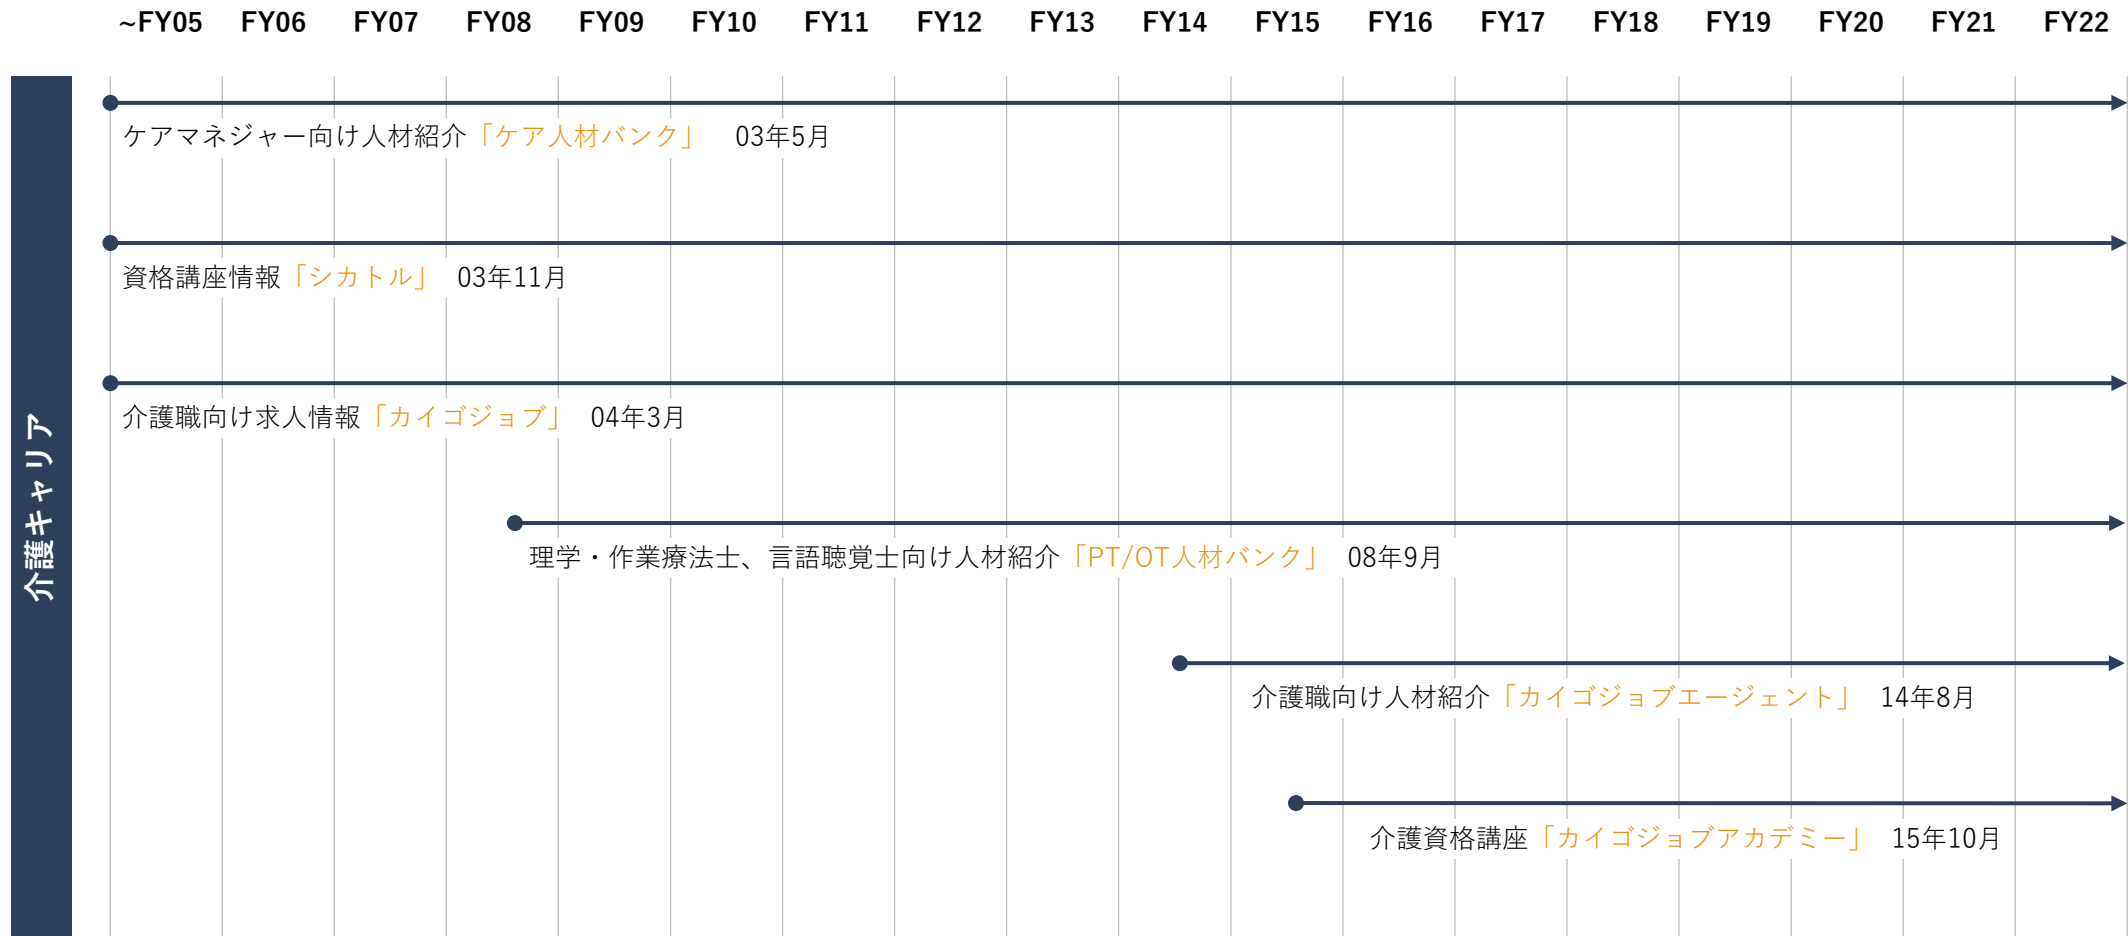 ~FY05 FY06 FY07 FY08 FY09 FY10 FY11 FY12 FY13 FY14 FY15 FY16 FY17 FY18 FY19 FY20 FY21 FY22
介護キャリア
ケアマネジャー向け人材紹介「ケア人材バンク」 03年5月
資格講座情報「シカトル」 03年11月
介護職向け求人情報「カイゴジョブ」 04年3月
理学・作業療法士、言語聴覚士向け人材紹介「PT/OT人材バンク」 08年9月
介護職向け人材紹介「カイゴジョブエージェント」 14年8月
介護資格講座「カイゴジョブアカデミー」 15年10月